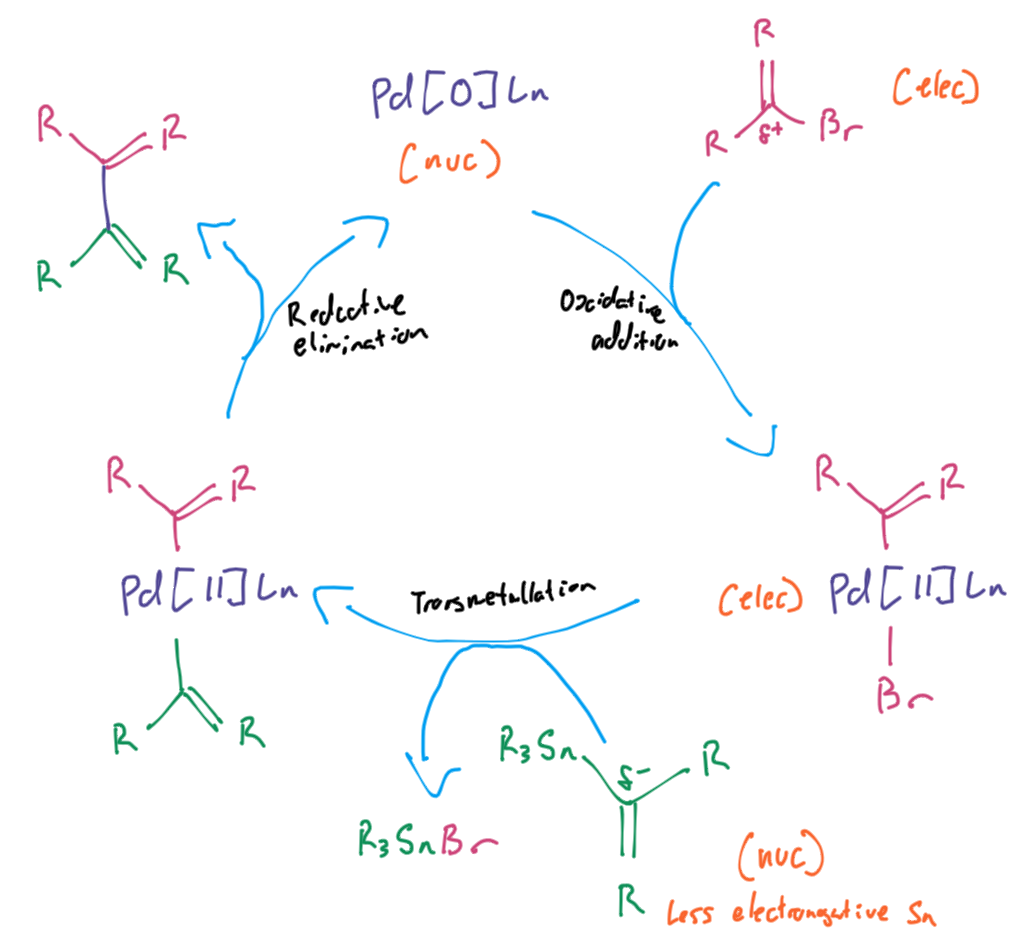 R
Pd[0]Ln
(elec)
R
R
Br
R
δ+
(nuc)
R
R
Reductive
elimination
Oxidative
addition
R
R
R
R
Pd[II]Ln
Transmetallation
(elec)
Pd[II]Ln
Br
R
R
R3Sn
δ-
R
R3SnBr
(nuc)
R
Less electronegative Sn